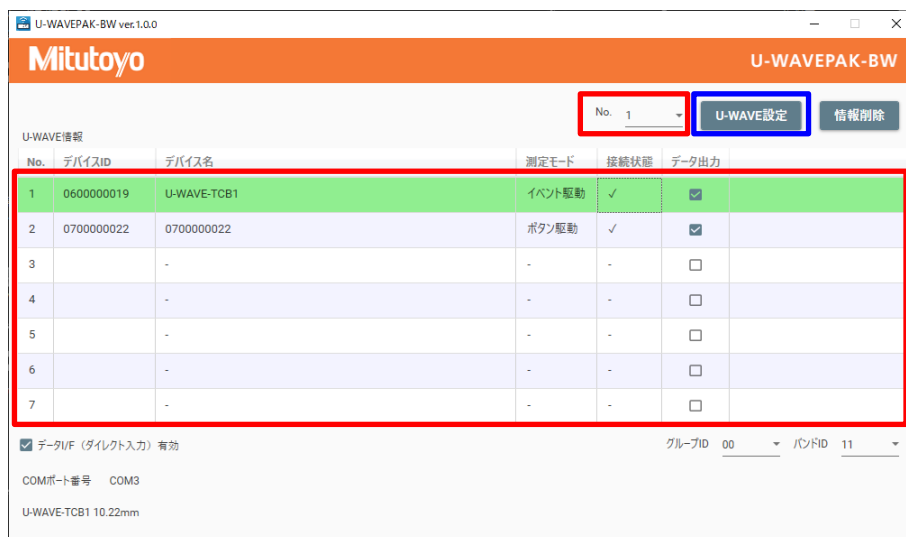 U-WAVEPAK-BW ver.1.0.0
Mitutoyo U-WAVEPAK-BW
No. 1 U-WAVE設定 情報削除
U-WAVE情報
No. デバイスID デバイス名 測定モード 接続状態 データ出力
1 0600000019 U-WAVE-TCB1 イベント駆動 ✓
2 0700000022 0700000022 ボタン駆動 ✓
3 - - -
4 - - -
5 - - -
6 - - -
7 - - -
データI/F（ダイレクト入力）有効 グループID 00 バンドID 11
COMポート番号 COM3
U-WAVE-TCB1 10.22mm